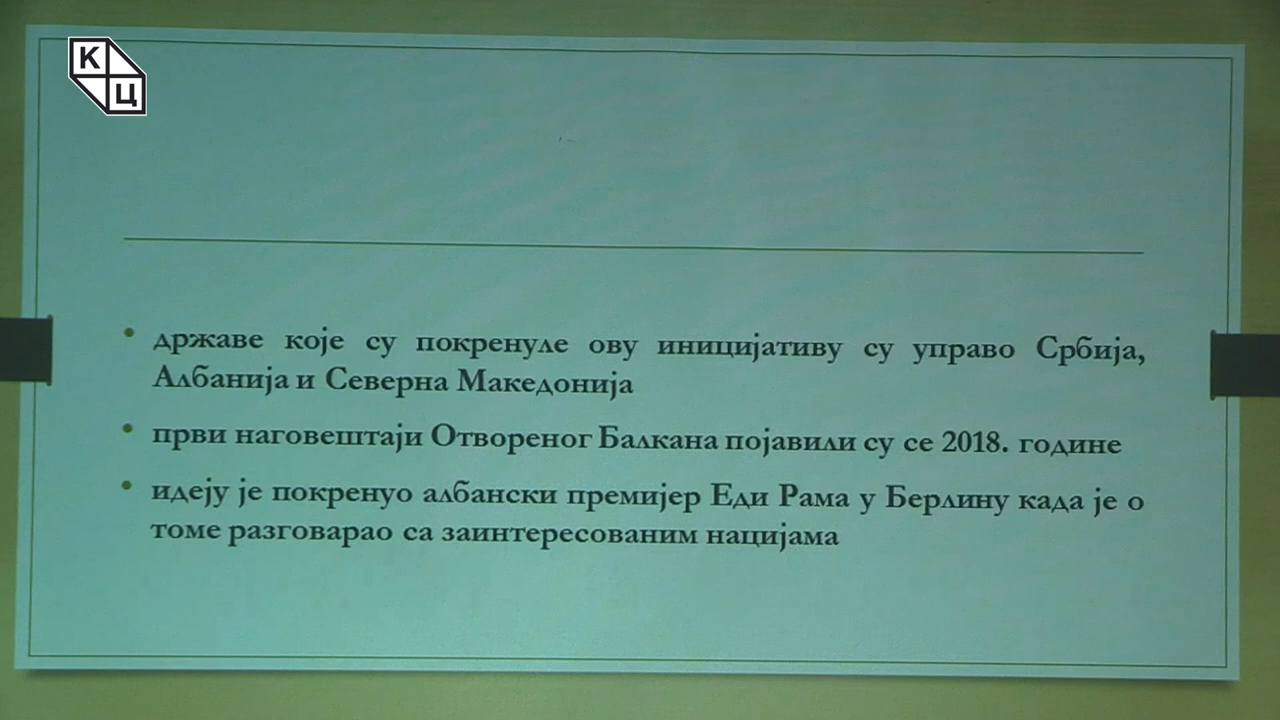 К
Ц
државе које су покренуле ову иницијативу су управо Србија,
Албанија и Северна Македонија
први наговештаји Отвореног Балкана појавили су се 2018. године
идеју је покренуо албански премијер Еди Рама у Берлину када је о
томе разговарао са заинтересованим нацијама